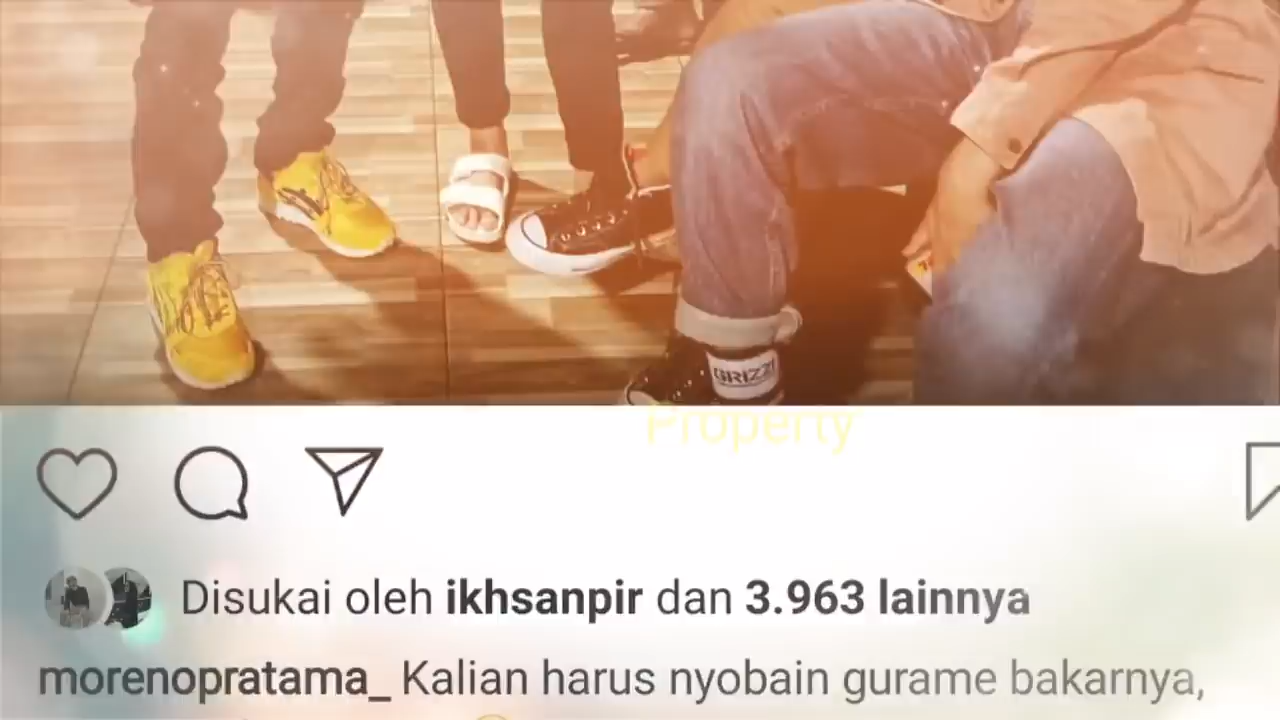 GRIZZI
Property
Disukai oleh ikhsanpir dan 3.963 lainnya
morenopratama_ Kalian harus nyobain gurame bakarnya,